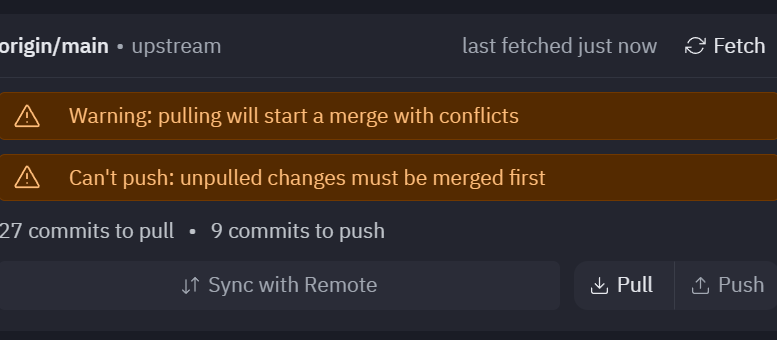 origin/main • upstream last fetched just now Fetch
Warning: pulling will start a merge with conflicts
Can't push: unpulled changes must be merged first
27 commits to pull • 9 commits to push
Sync with Remote Pull Push